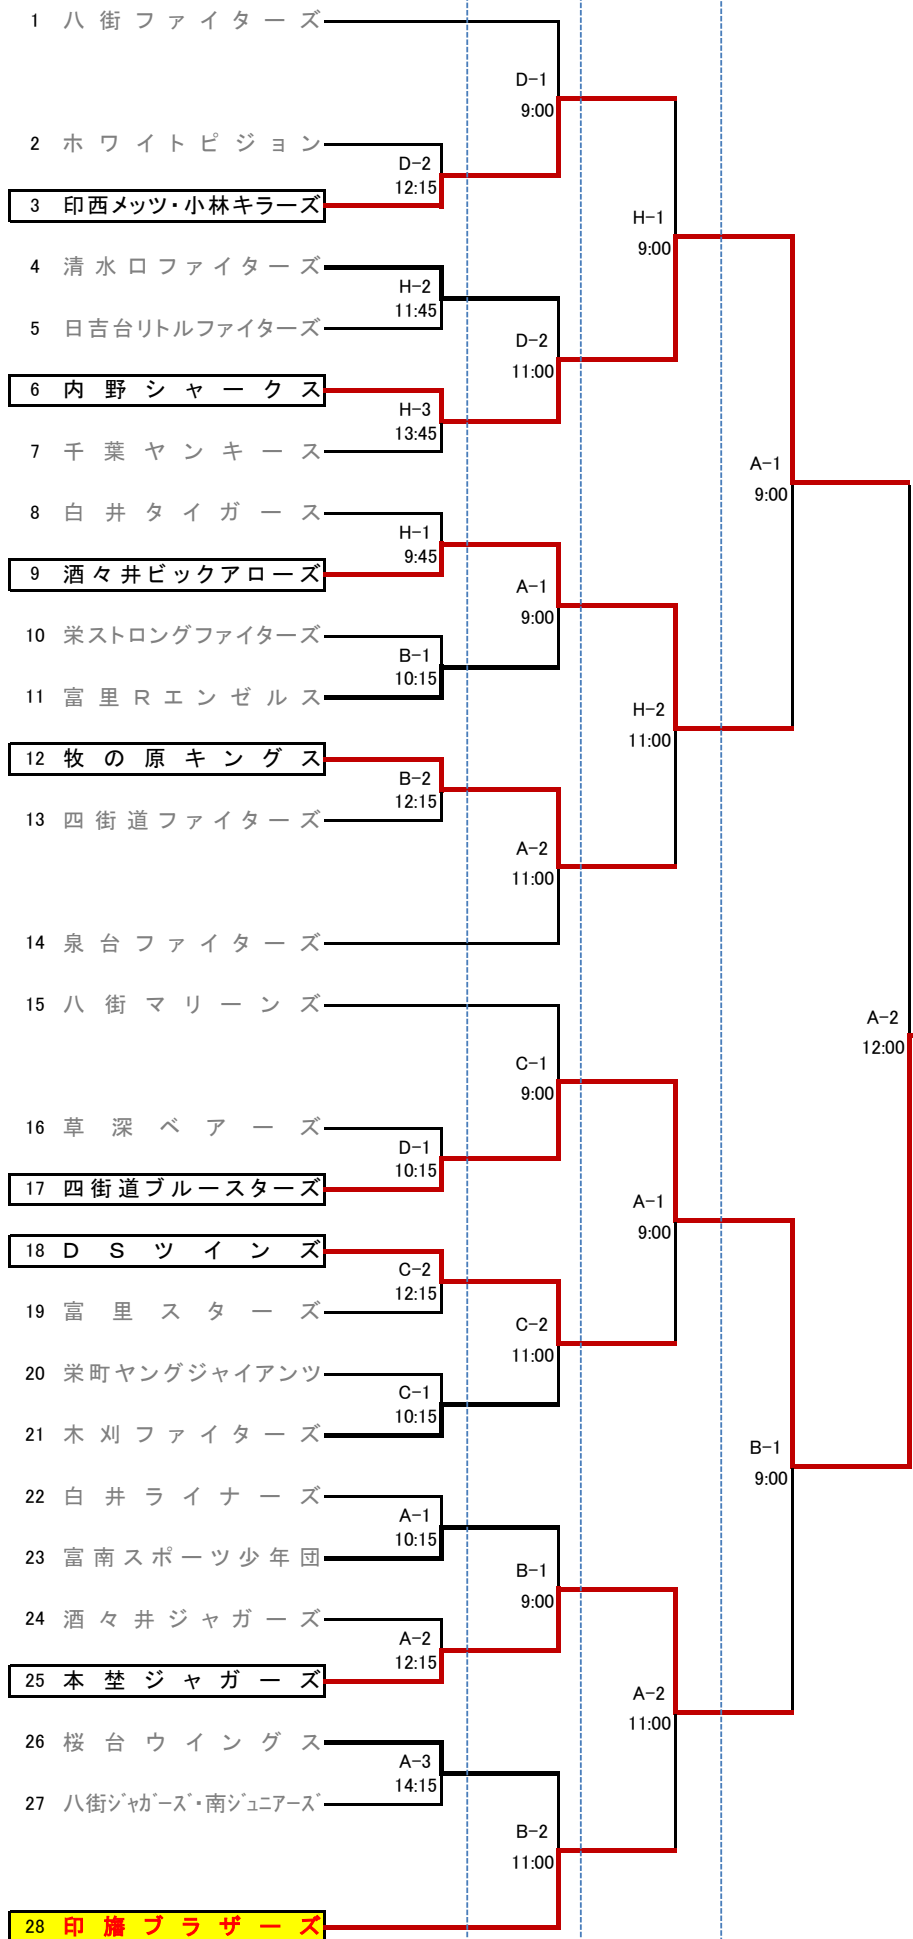 1 八街ファイターズ
D-1
9:00
2 ホワイトピジョン
D-2
12:15
3 印西メッツ・小林キラーズ
H-1
9:00
4 清水口ファイターズ
H-2
11:45
5 日吉台リトルファイターズ
D-2
11:00
6 内野シャークス
H-3
13:45
7 千葉ヤンキース
A-1
9:00
8 白井タイガース
H-1
9:45
9 酒々井ビックアローズ
A-1
9:00
10 栄ストロングファイターズ
B-1
10:15
11 富里Rエンゼルス
H-2
11:00
12 牧の原キングス
B-2
12:15
13 四街道ファイターズ
A-2
11:00
14 泉台ファイターズ
15 八街マリーンズ
A-2
12:00
C-1
9:00
16 草深ベアーズ
D-1
10:15
17 四街道ブルースターズ
A-1
9:00
18 DSツインズ
C-2
12:15
19 富里スターズ
C-2
11:00
20 栄町ヤングジャイアンツ
C-1
10:15
21 木刈ファイターズ
B-1
9:00
22 白井ライナーズ
A-1
10:15
23 富南スポーツ少年団
B-1
9:00
24 酒々井ジャガーズ
A-2
12:15
25 本埜ジャガーズ
A-2
11:00
26 桜台ウイングス
A-3
14:15
27 八街ジャガーズ・南ジュニアーズ
B-2
11:00
28 印旛ブラザーズ